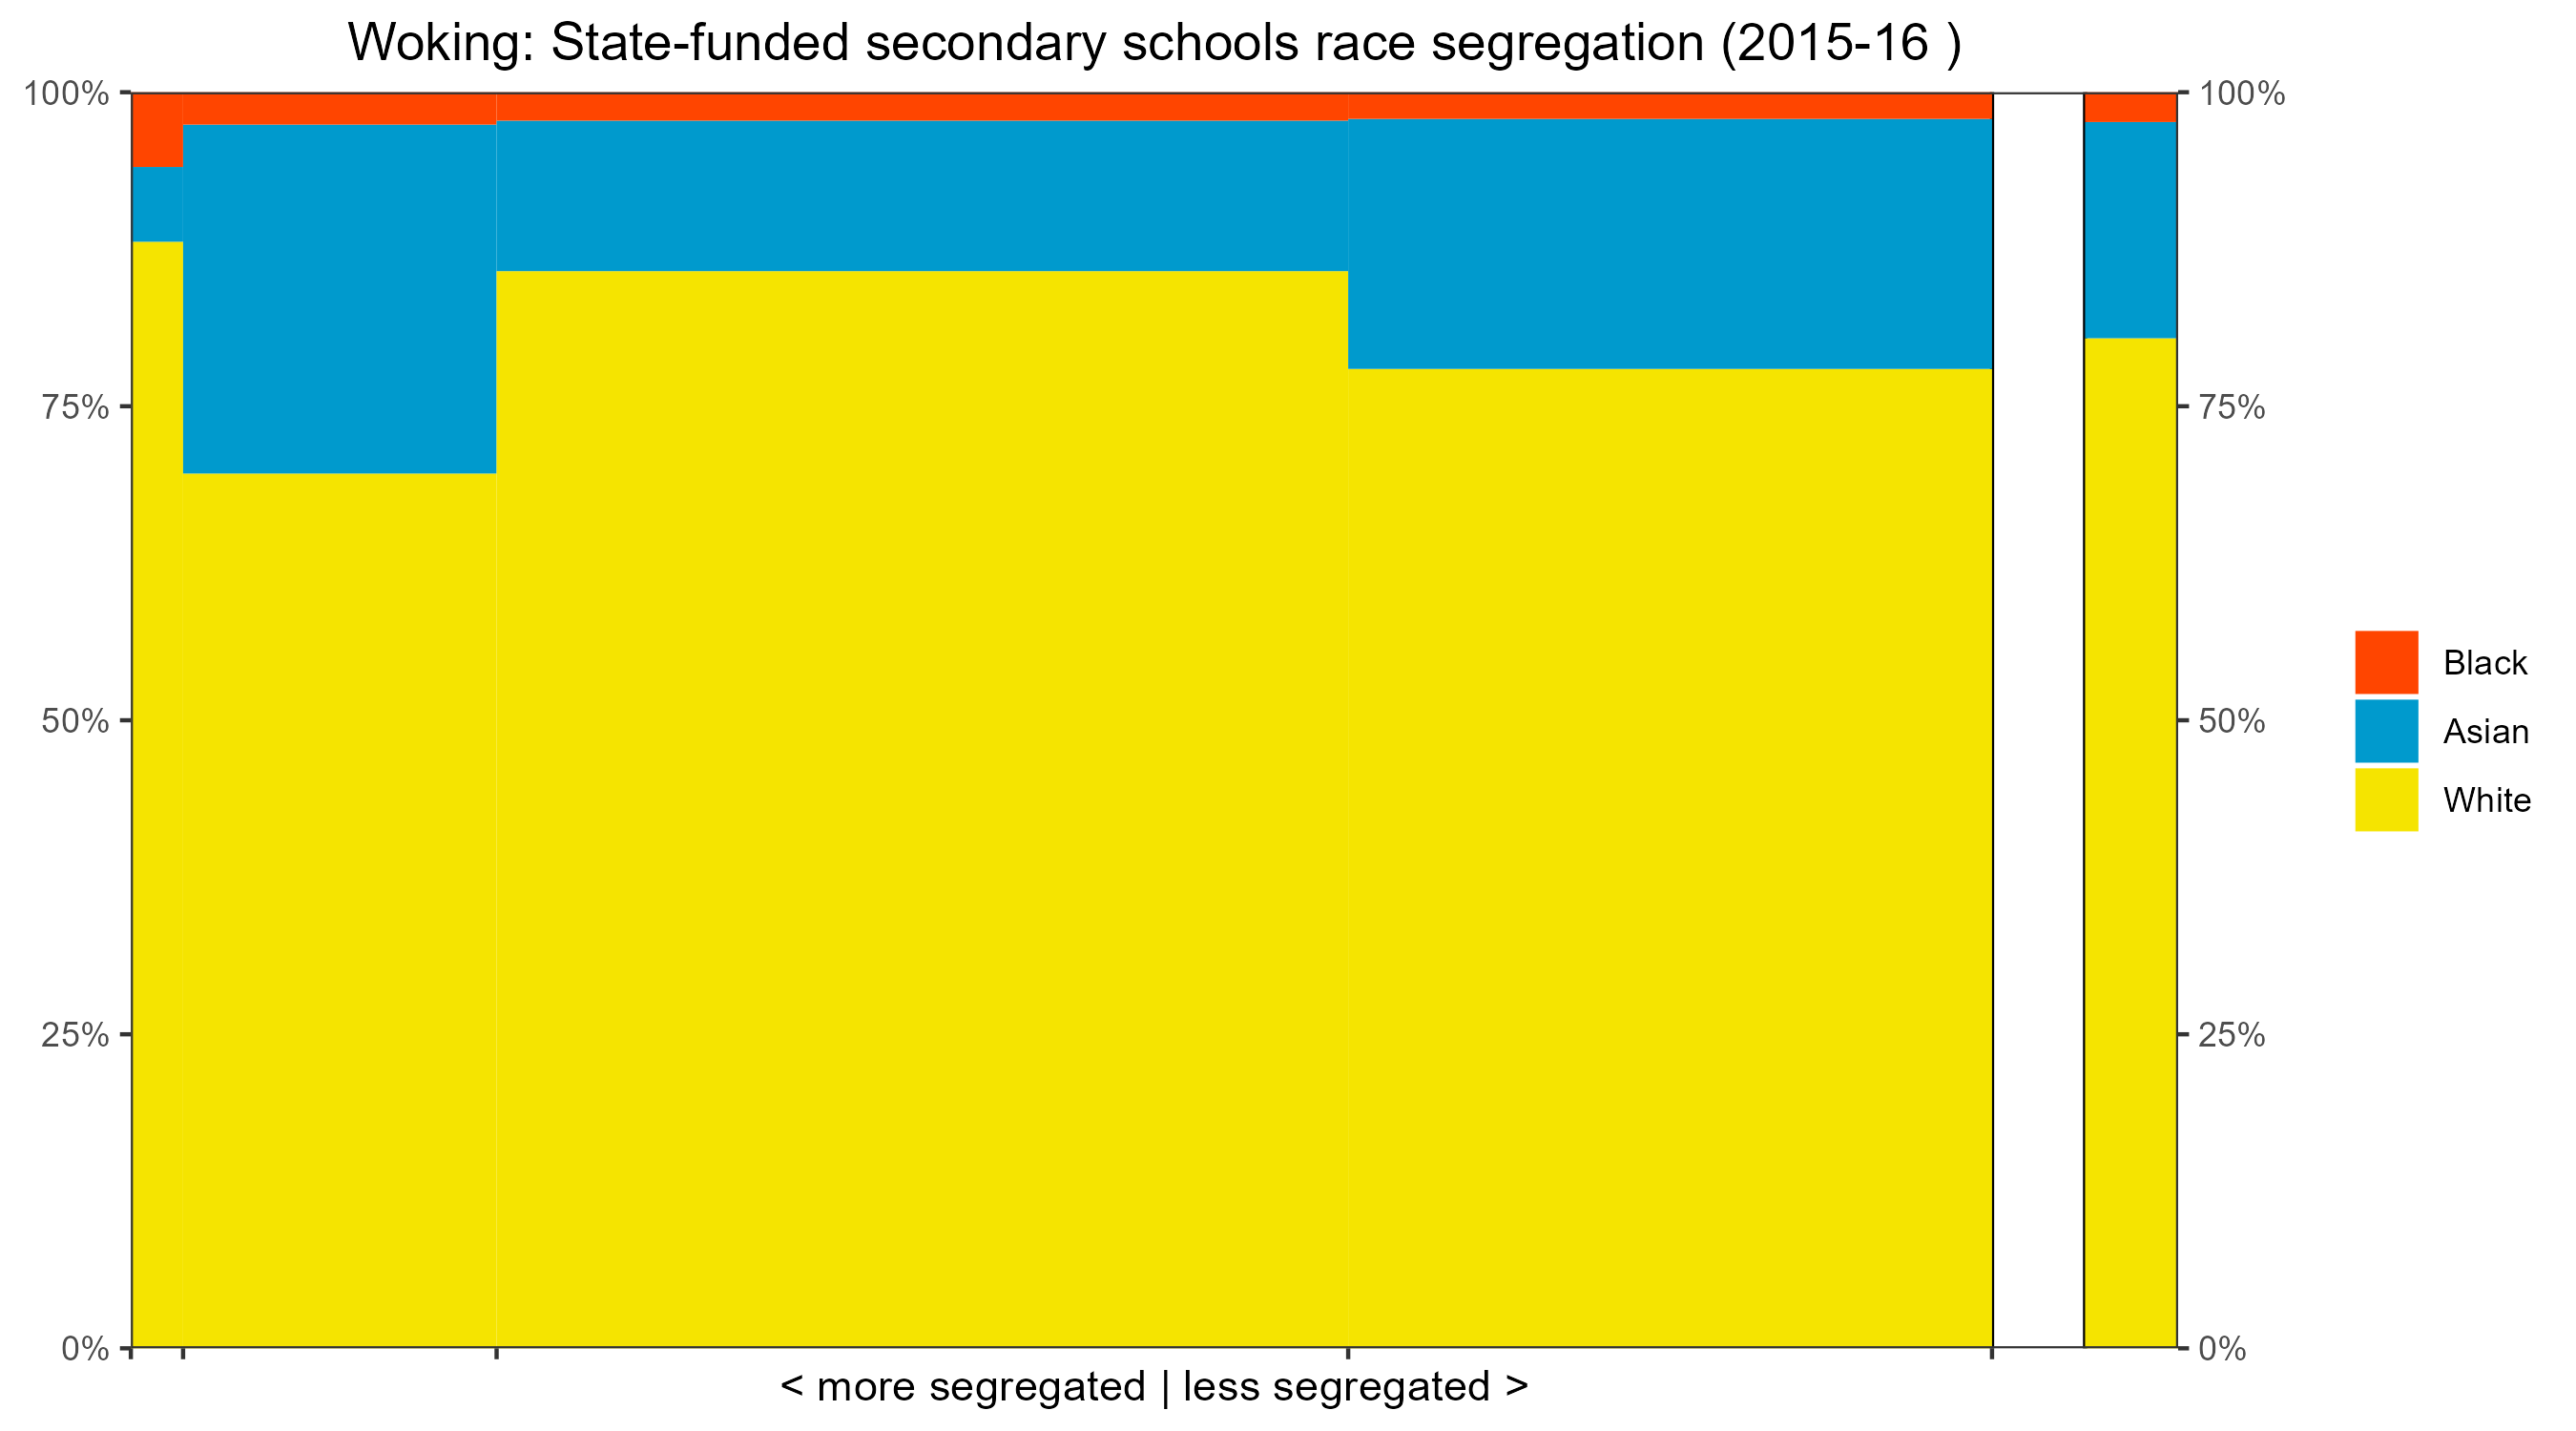 Woking: State-funded secondary schools race segregation (2015-16 )
100%
75%
50%
25%
0%
100%
75%
50%
25%
0%
Black
Asian
White
< more segregated | less segregated >